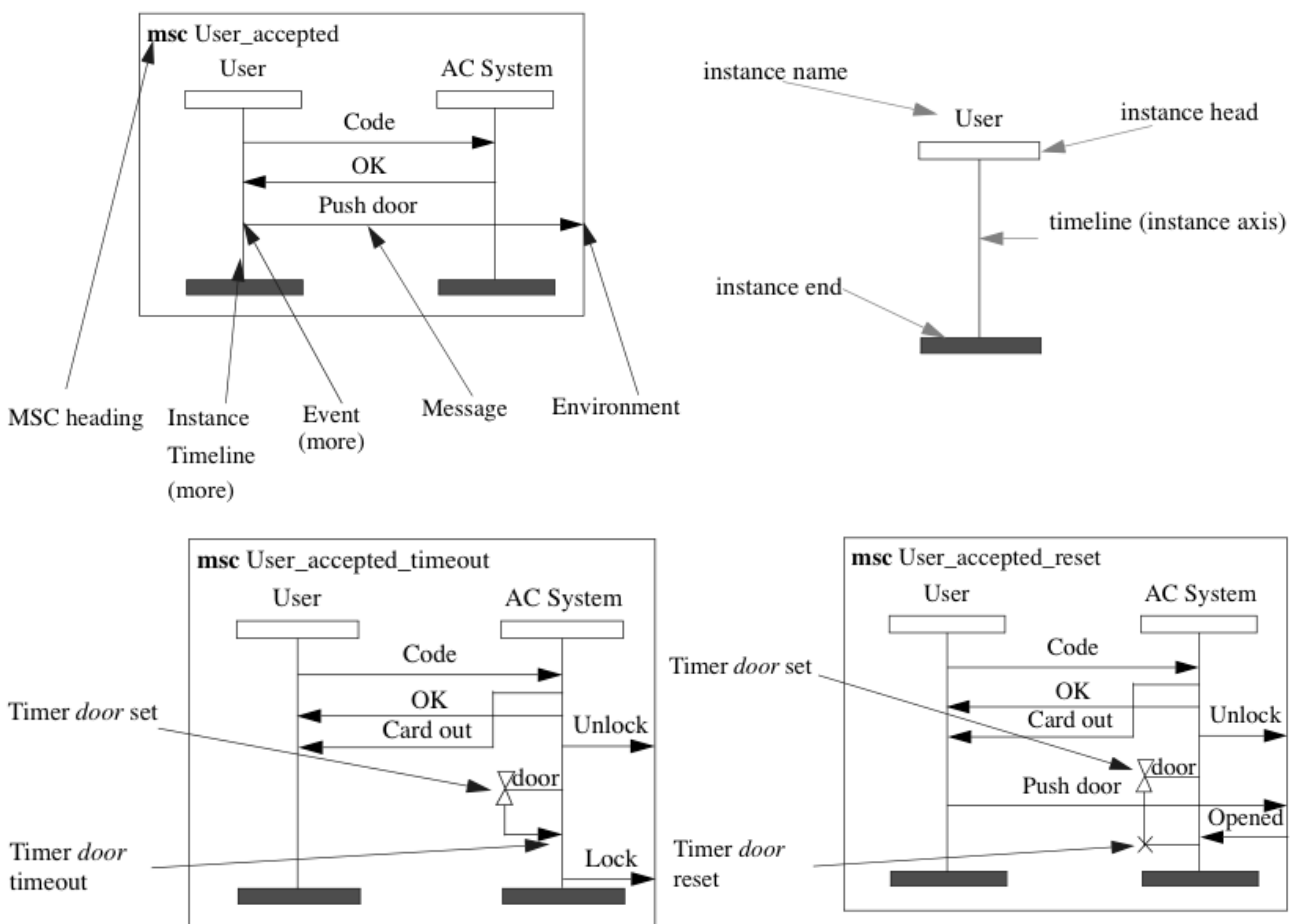 msc User_accepted
User
AC System
Code
OK
Push door
MSC heading
Instance
Timeline
(more)
Event
(more)
Message
Environment
instance name
User
instance head
timeline (instance axis)
instance end
msc User_accepted_timeout
User
AC System
Code
OK
Card out
Unlock
Timer door set
door
Timer door
timeout
Lock
msc User_accepted_reset
User
AC System
Code
Timer door set
OK
Card out
Unlock
door
Push door
Opened
Timer door
reset